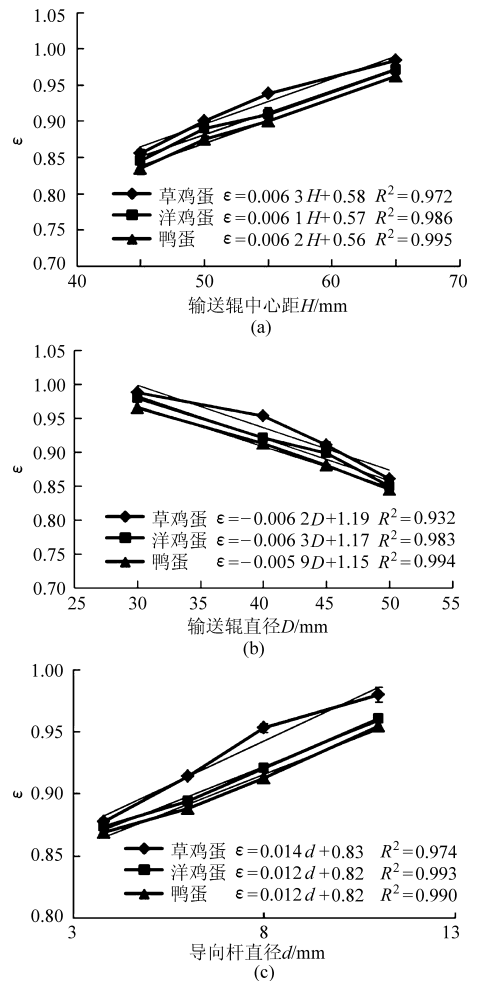 1.05
1.00
0.95
0.90
ε
0.85
0.80
草鸡蛋 ε=0.006 3H+0.58 R²=0.972
0.75
洋鸡蛋 ε=0.006 1H+0.57 R²=0.986
鸭蛋 ε=0.006 2H+0.56 R²=0.995
0.70
40 50 60 70
输送辊中心距H/mm
(a)
1.05
1.00
0.95
0.90
ε
0.85
0.80
草鸡蛋 ε=−0.006 2D+1.19 R²=0.932
0.75
洋鸡蛋 ε=−0.006 3D+1.17 R²=0.983
鸭蛋 ε=−0.005 9D+1.15 R²=0.994
0.70
25 30 35 40 45 50 55
输送辊直径D/mm
(b)
1.00
0.95
ε
0.90
0.85
草鸡蛋 ε=0.014d+0.83 R²=0.974
洋鸡蛋 ε=0.012d+0.82 R²=0.993
鸭蛋 ε=0.012d+0.82 R²=0.990
0.80
3 8 13
导向杆直径d/mm
(c)